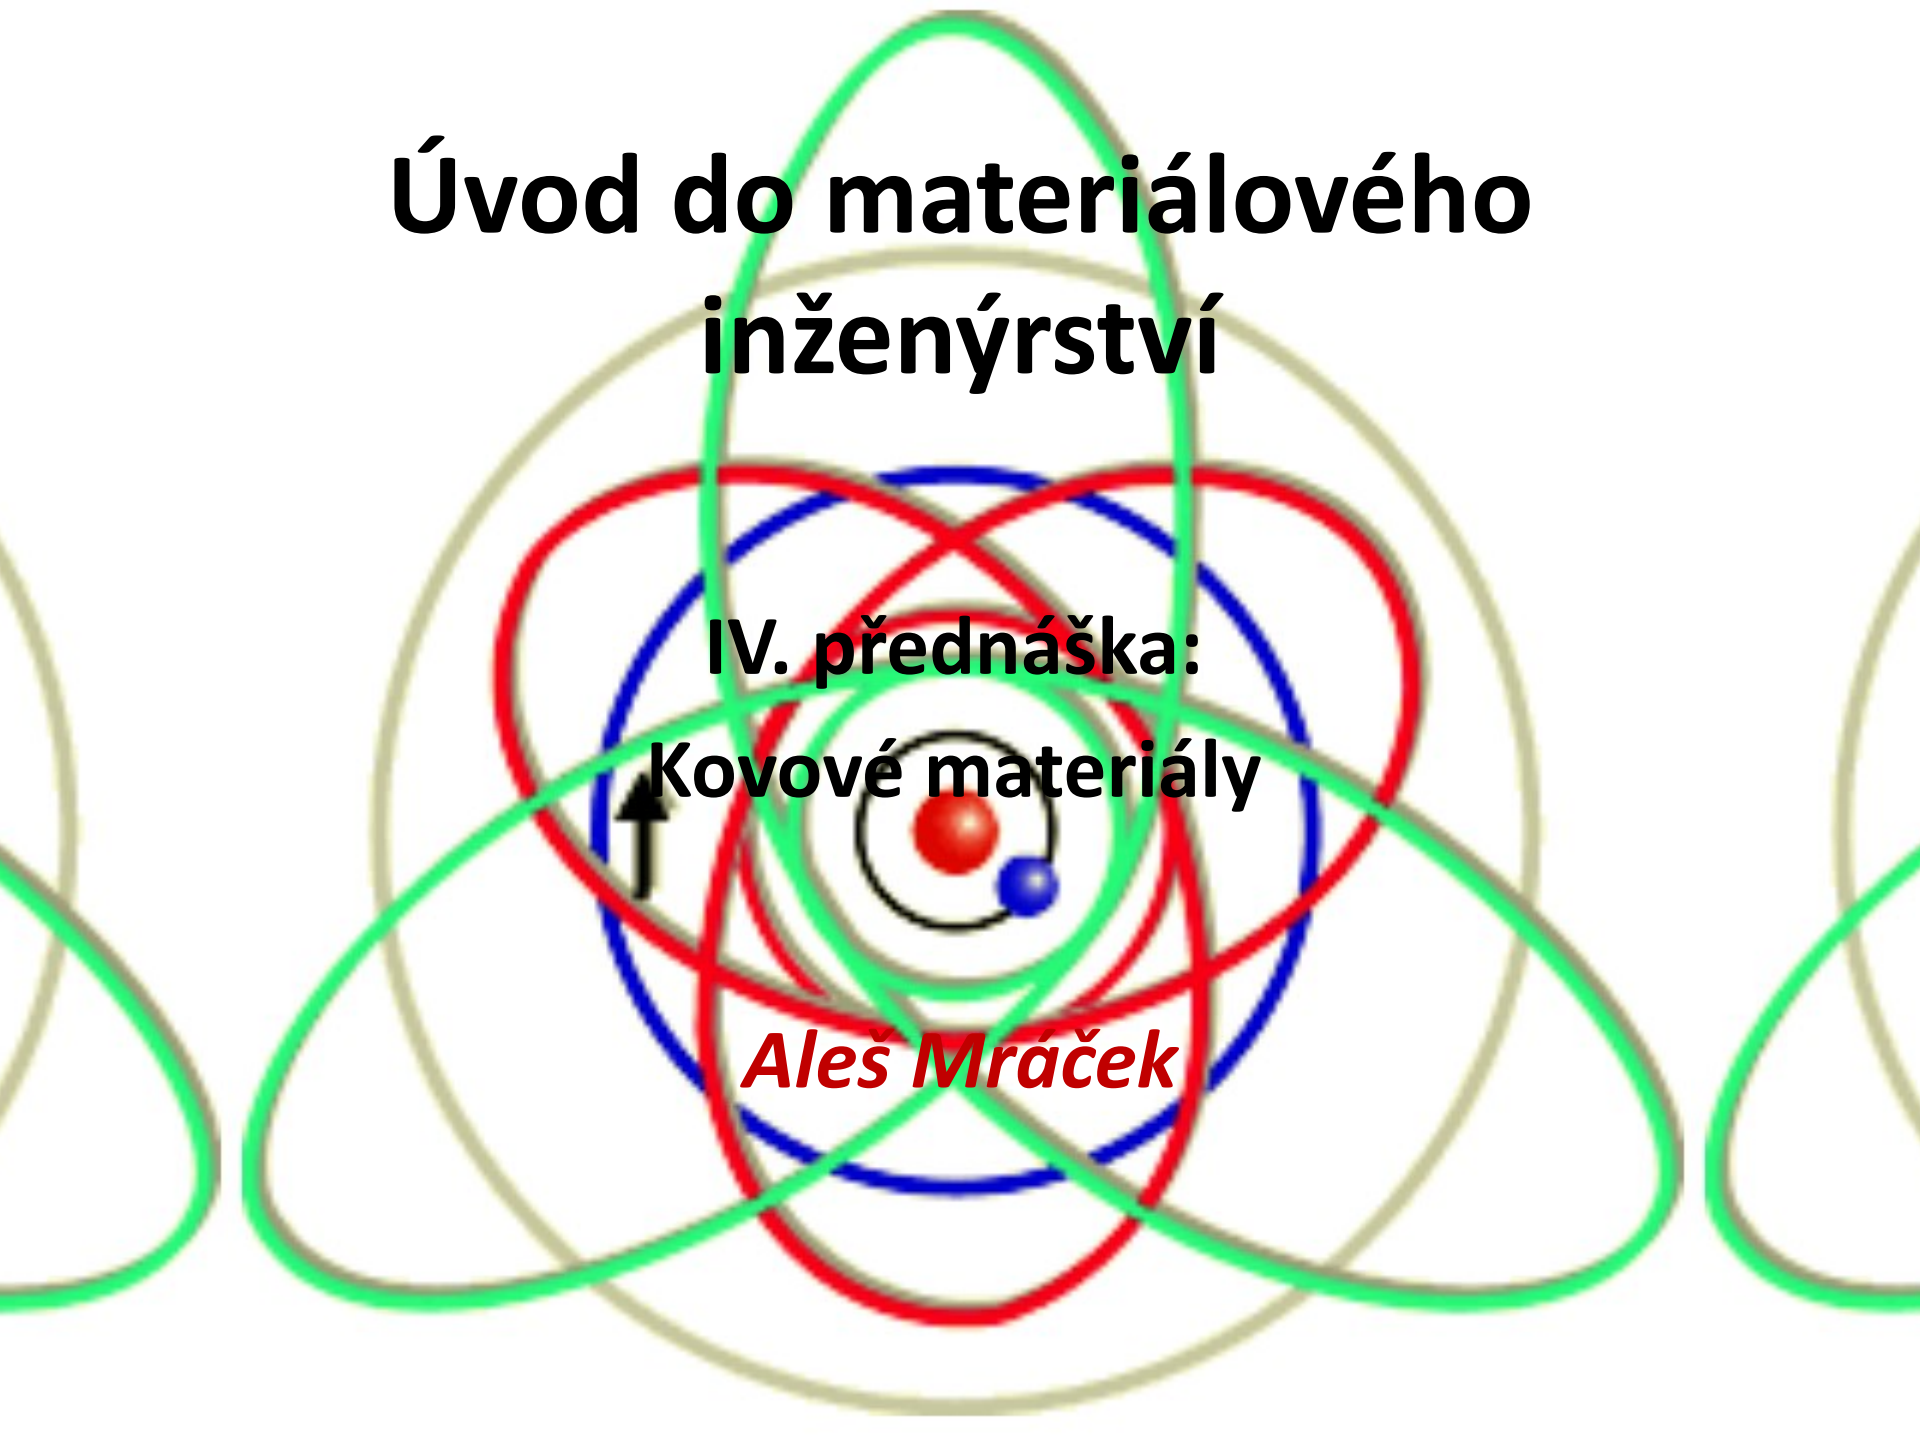 Úvod do materiálového
inženýrství
IV. přednáška:
Kovové materiály
Aleš Mráček